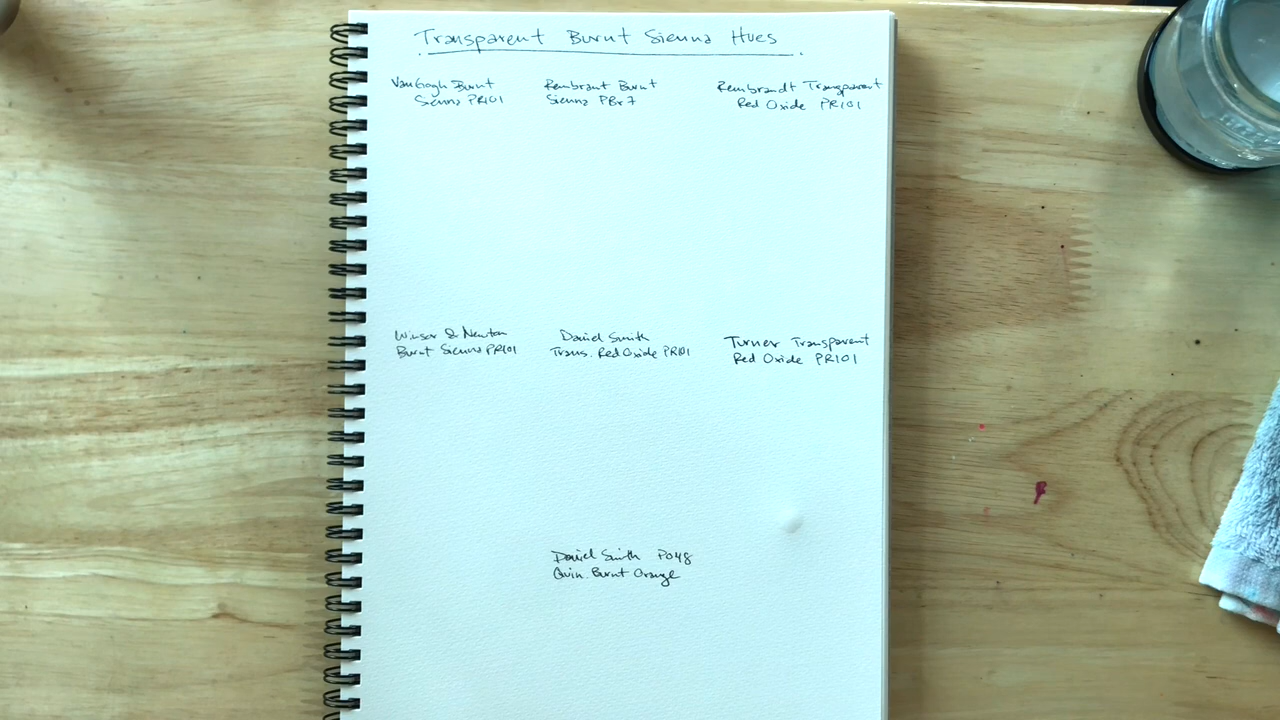 Transparent Burnt Sienna Hues
Van Gogh Burnt
Sienna PR101
Rembrant Burnt
Sienna PBr7
Rembrandt Transparent
Red Oxide PR101
Winsor & Newton
Burnt Sienna PR101
Daniel Smith
Trans. Red Oxide PR101
Turner Transparent
Red Oxide PR101
Daniel Smith PO48
Quin. Burnt Orange